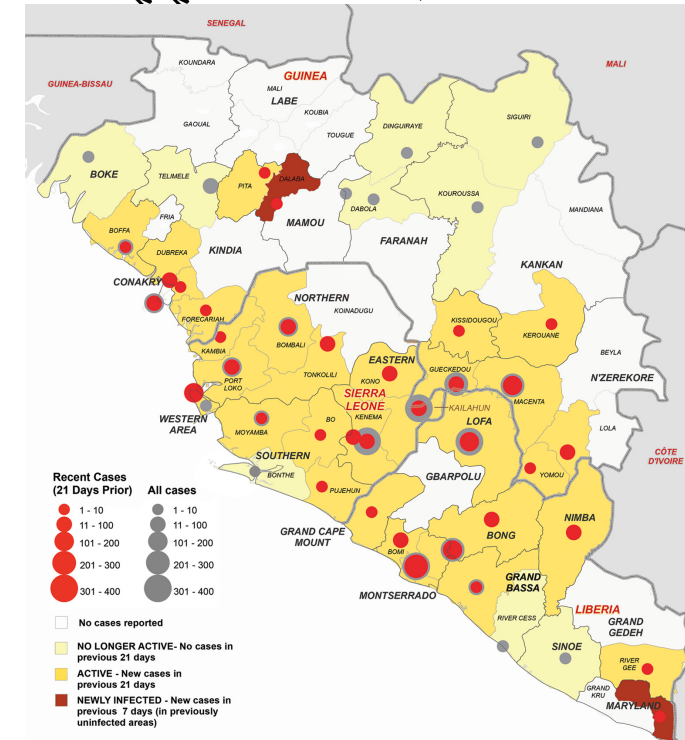 SENEGAL
KOUNDARA
GUINEA
MALI
GUINEA-BISSAU
MALI
LABE
KOUBIA
SIGUIRI
GAOUAL
TOUGUE
DINGUIRAYE
BOKE
TELIMELE
PITA
DALABA
KOUROUSSA
DABOLA
MANDIANA
FRIA
MAMOU
BOFFA
FARANAH
DUBREKA
KINDIA
KANKAN
CONAKRY
NORTHERN
KOINADUGU
FORECARIAH
KISSIDOUGOU
KEROUANE
KAMBIA
BOMBALI
BEYLA
EASTERN
TONKOLILI
KONO
GUECKEDOU
N'ZEREKORE
PORT
LOKO
SIERRA
LEONE
MACENTA
WESTERN
AREA
BO
KENEMA
KAILAHUN
MOYAMBA
LOFA
LOLA
SOUTHERN
CÔTE
D'IVOIRE
BONTHE
GBARPOLU
YOMOU
PUJEHUN
Recent Cases
(21 Days Prior)
All cases
1 - 10
1 - 10
11 - 100
11 - 100
101 - 200
101 - 200
201 - 300
201 - 300
301 - 400
301 - 400
GRAND CAPE
MOUNT
NIMBA
BONG
BOMI
MONTSERRADO
GRAND
BASSA
RIVER CESS
LIBERIA
GRAND
GEDEH
SINOE
No cases reported
NO LONGER ACTIVE- No cases in
previous 21 days
ACTIVE - New cases in
previous 21 days
NEWLY INFECTED - New cases in
previous 7 days (in previously
uninfected areas)
RIVER
GEE
GRAND
KRU
MARYLAND